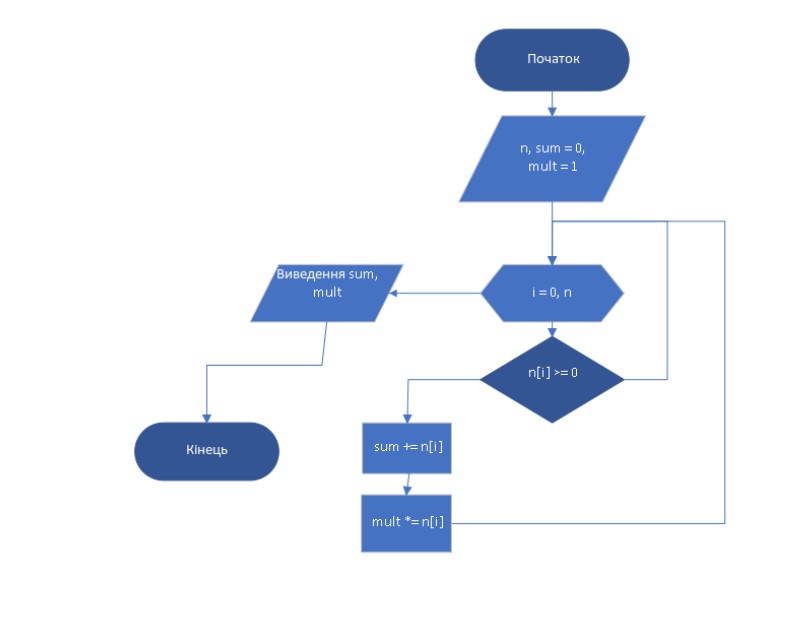 Початок
n, sum = 0,
mult = 1
Виведення sum,
mult
i = 0, n
n[i] >= 0
sum += n[i]
Кінець
mult *= n[i]